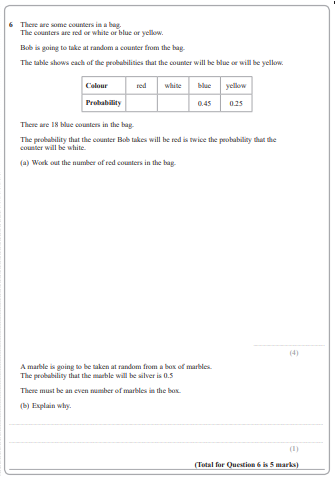 6 There are some counters in a bag.
The counters are red or white or blue or yellow.
Bob is going to take at random a counter from the bag.
The table shows each of the probabilities that the counter will be blue or will be yellow.
Colour red white blue yellow
Probability 0.45 0.25
There are 18 blue counters in the bag.
The probability that the counter Bob takes will be red is twice the probability that the
counter will be white.
(a) Work out the number of red counters in the bag.
(4)
A marble is going to be taken at random from a box of marbles.
The probability that the marble will be silver is 0.5
There must be an even number of marbles in the box.
(b) Explain why.
(1)
(Total for Question 6 is 5 marks)